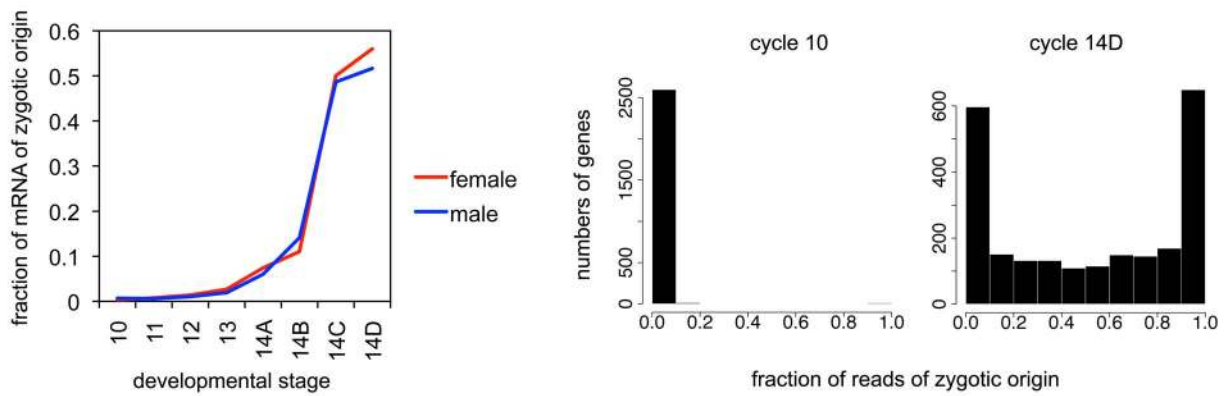 fraction of mRNA of zygotic origin
0.6
0.5
0.4
0.3
0.2
0.1
0
10
11
12
13
14A
14B
14C
14D
developmental stage
female
male
cycle 10
numbers of genes
2500
1500
500
0
0.0 0.2 0.4 0.6 0.8 1.0
cycle 14D
600
400
200
0
0.0 0.2 0.4 0.6 0.8 1.0
fraction of reads of zygotic origin